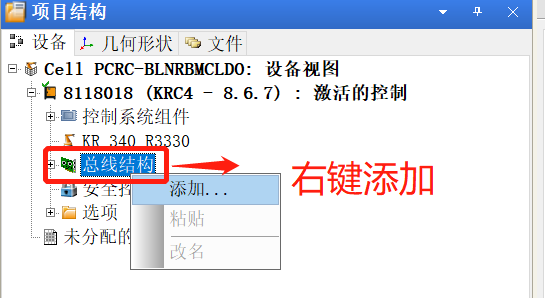 项目结构
设备
几何形状
文件
Cell PCRC-BLNRBMCLDO: 设备视图
8118018 (KRC4 - 8.6.7) : 激活的控制
控制系统组件
KR 340 R3330
总线结构
右键添加
添加...
安全控
粘贴
选项
未分配的
改名